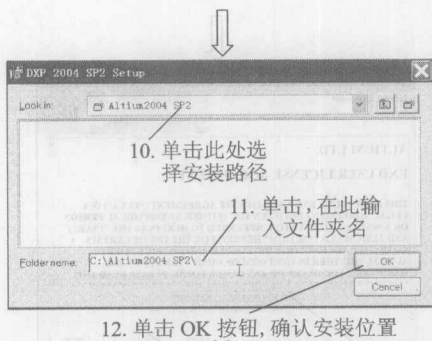 DXP 2004 SP2 Setup
Look in:
Altium2004 SP2
10. 单击此处选
择安装路径
11. 单击, 在此输
入文件夹名
Folder name:
C:\Altium2004 SP2\
OK
Cancel
12. 单击 OK 按钮, 确认安装位置